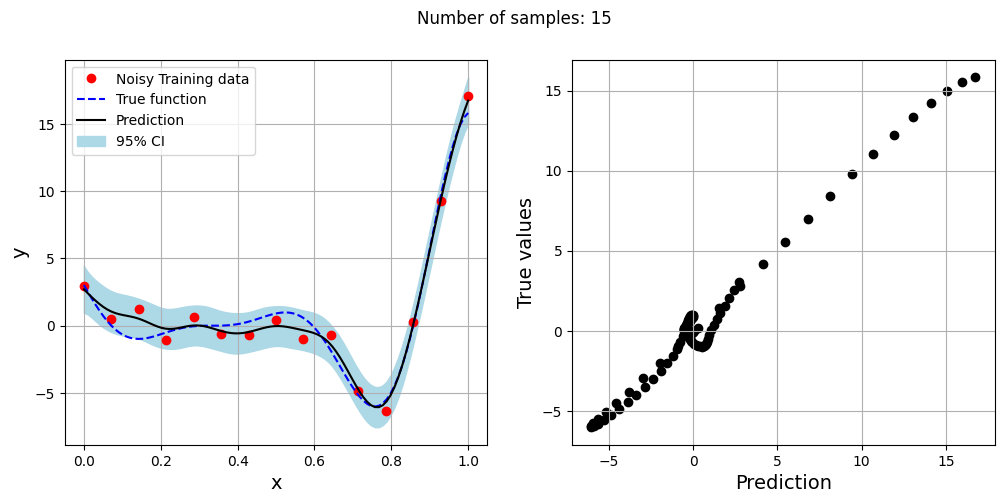 Number of samples: 15
Noisy Training data
True function
Prediction
95% CI
15
10
5
0
−5
y
0.0 0.2 0.4 0.6 0.8 1.0
x
15
10
5
0
−5
True values
−5 0 5 10 15
Prediction